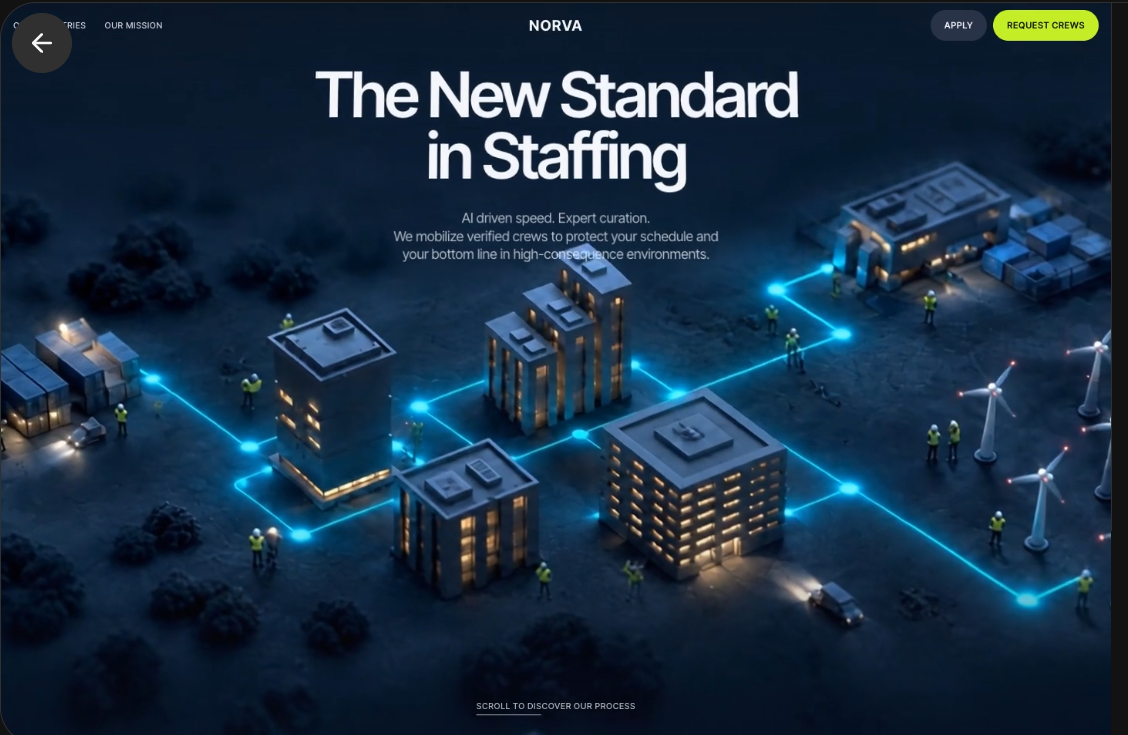 OUR MISSION
NORVA
APPLY
REQUEST CREWS
The New Standard
in Staffing
AI driven speed. Expert curation.
We mobilize verified crews to protect your schedule and
your bottom line in high-consequence environments.
SCROLL TO DISCOVER OUR PROCESS